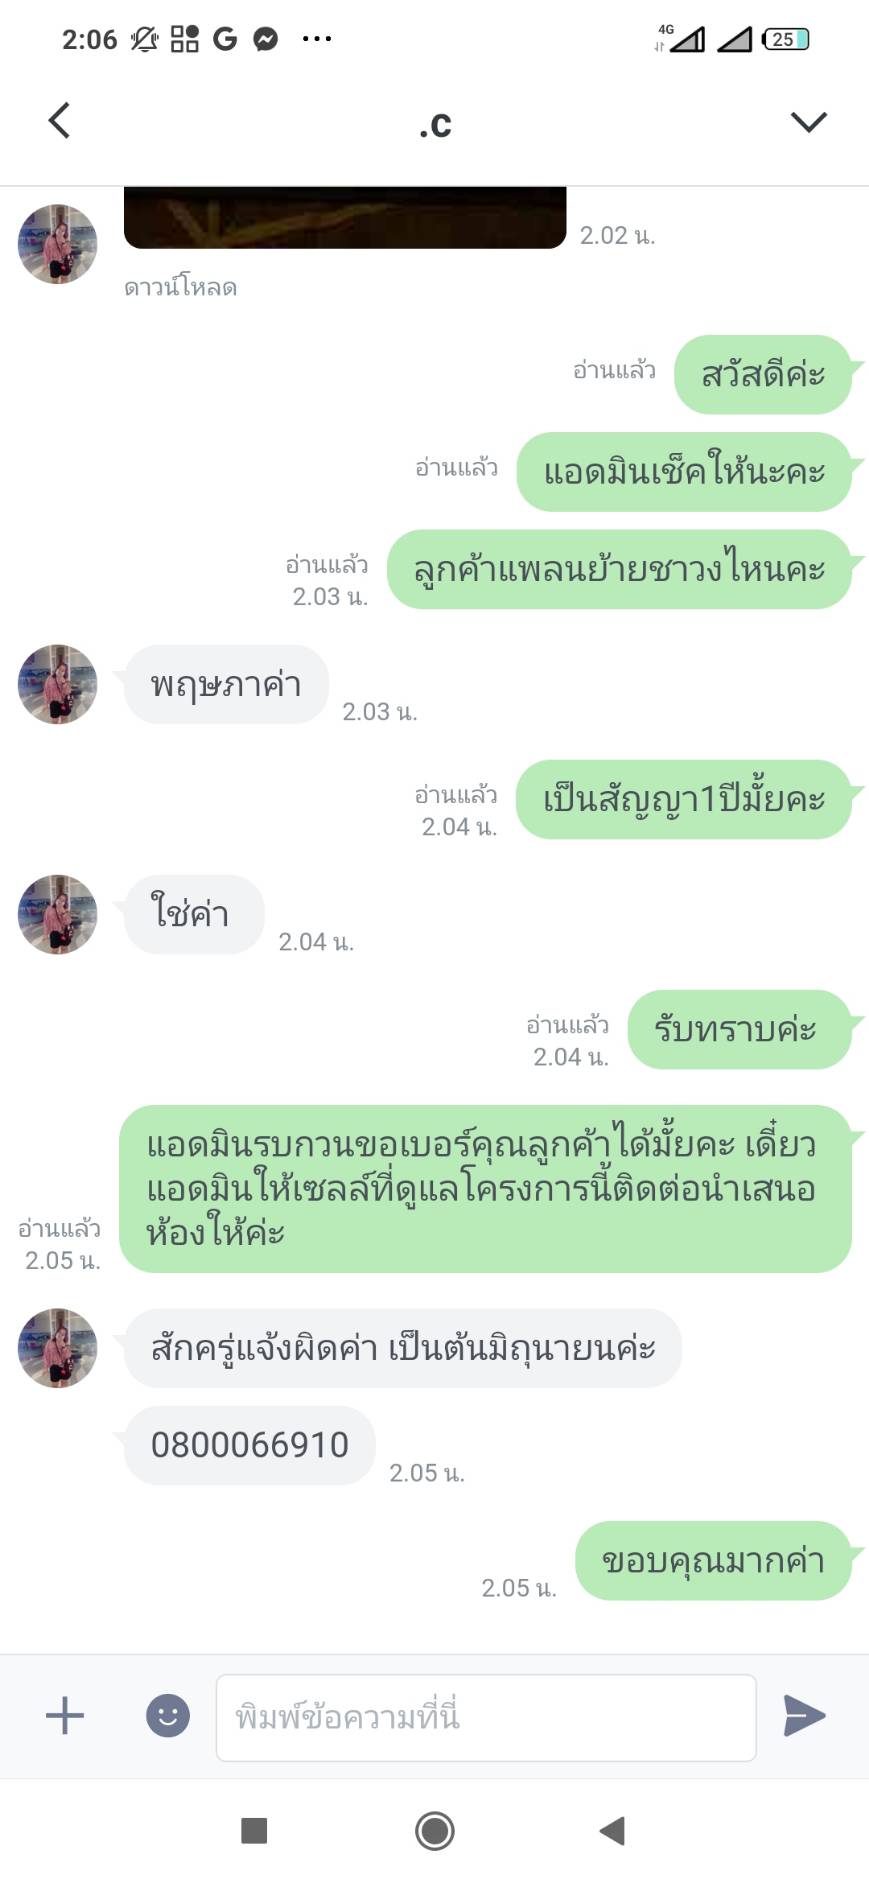 2:06
4G
25
.c
2.02 น.
ดาวน์โหลด
อ่านแล้ว
สวัสดีค่ะ
อ่านแล้ว
แอดมินเช็คให้นะคะ
อ่านแล้ว
2.03 น.
ลูกค้าแพลนย้ายชาวงไหนคะ
พฤษภาค่า
2.03 น.
อ่านแล้ว
2.04 น.
เป็นสัญญา1ปีมั้ยคะ
ใช่ค่า
2.04 น.
อ่านแล้ว
2.04 น.
รับทราบค่ะ
แอดมินรบกวนขอเบอร์คุณลูกค้าได้มั้ยคะ เดี๋ยว
แอดมินให้เซลล์ที่ดูแลโครงการนี้ติดต่อนำเสนอ
ห้องให้ค่ะ
อ่านแล้ว
2.05 น.
สักครู่แจ้งผิดค่า เป็นต้นมิถุนายนค่ะ
0800066910
2.05 น.
2.05 น.
ขอบคุณมากค่า
พิมพ์ข้อความที่นี่